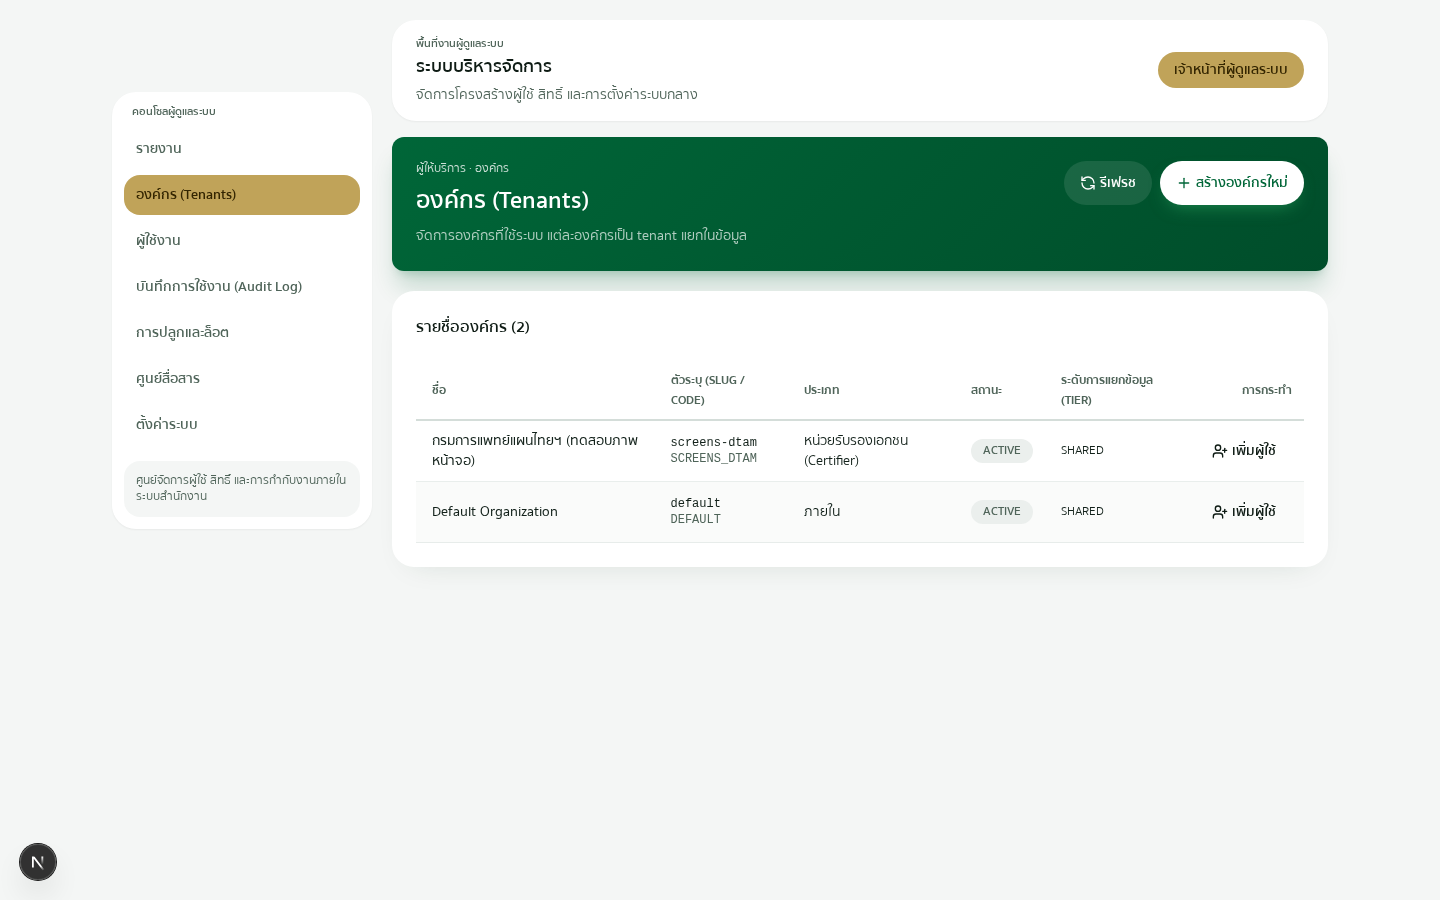 พื้นที่งานผู้ดูแลระบบ
ระบบบริหารจัดการ
จัดการโครงสร้างผู้ใช้ สิทธิ์ และการตั้งค่าระบบกลาง
เจ้าหน้าที่ผู้ดูแลระบบ
คอนโซลผู้ดูแลระบบ
รายงาน
องค์กร (Tenants)
ผู้ใช้งาน
บันทึกการใช้งาน (Audit Log)
การปลูกและล็อต
ศูนย์สื่อสาร
ตั้งค่าระบบ
ศูนย์จัดการผู้ใช้ สิทธิ์ และการกำกับงานภายใน
ระบบสำนักงาน
ผู้ให้บริการ · องค์กร
องค์กร (Tenants)
จัดการองค์กรที่ใช้ระบบ แต่ละองค์กรเป็น tenant แยกในข้อมูล
รีเฟรช
สร้างองค์กรใหม่
รายชื่อองค์กร (2)
ชื่อ
ตัวระบุ (SLUG /
CODE)
ประเภท
สถานะ
ระดับการแยกข้อมูล
(TIER)
การกระทำ
กรมการแพทย์แผนไทยฯ (ทดสอบภาพ
หน้าจอ)
screens-dtam
SCREENS_DTAM
หน่วยรับรองเอกชน
(Certifier)
ACTIVE
SHARED
เพิ่มผู้ใช้
Default Organization
default
DEFAULT
ภายใน
ACTIVE
SHARED
เพิ่มผู้ใช้
N